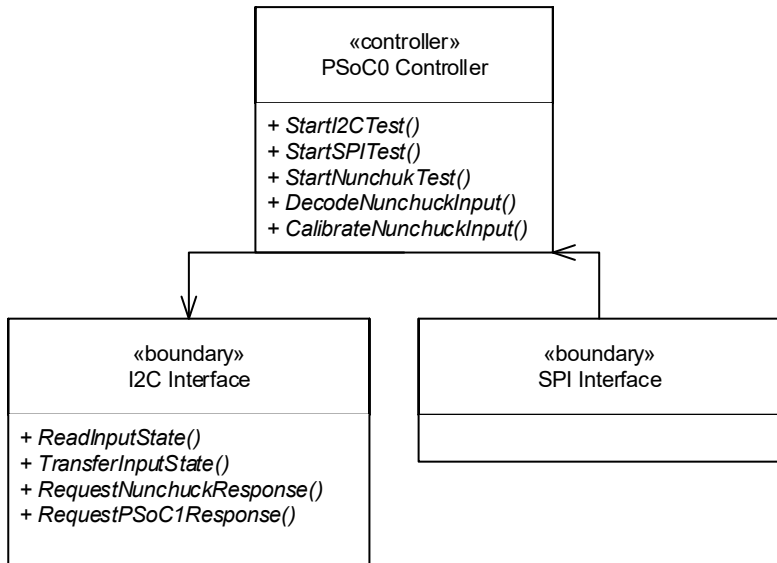 «controller»
PSoC0 Controller
+ StartI2CTest()
+ StartSPITest()
+ StartNunchukTest()
+ DecodeNunchuckInput()
+ CalibrateNunchuckInput()
«boundary»
I2C Interface
+ ReadInputState()
+ TransferInputState()
+ RequestNunchuckResponse()
+ RequestPSoC1Response()
«boundary»
SPI Interface